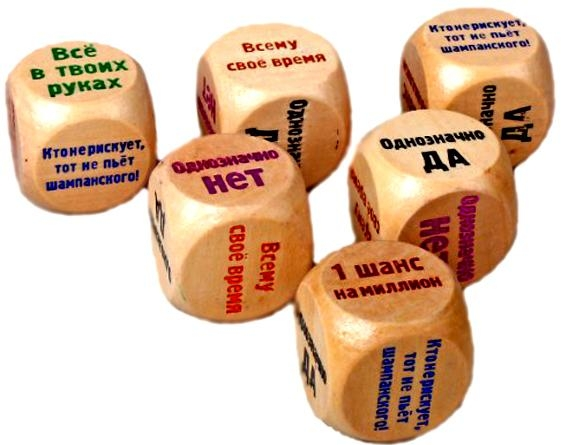 Всё
в твоих
руках
Кто не рискует,
тот не пьёт
шампанского!
Всему
своё время
Кто не рискует,
тот не пьёт
шампанского!
ДА
Однозначно
ДА
Однозначно
Нет
Однозначно
нет
Всему
своё время
1 шанс
на миллион
ДА
Кто не рискует,
тот не пьёт
шампанского!